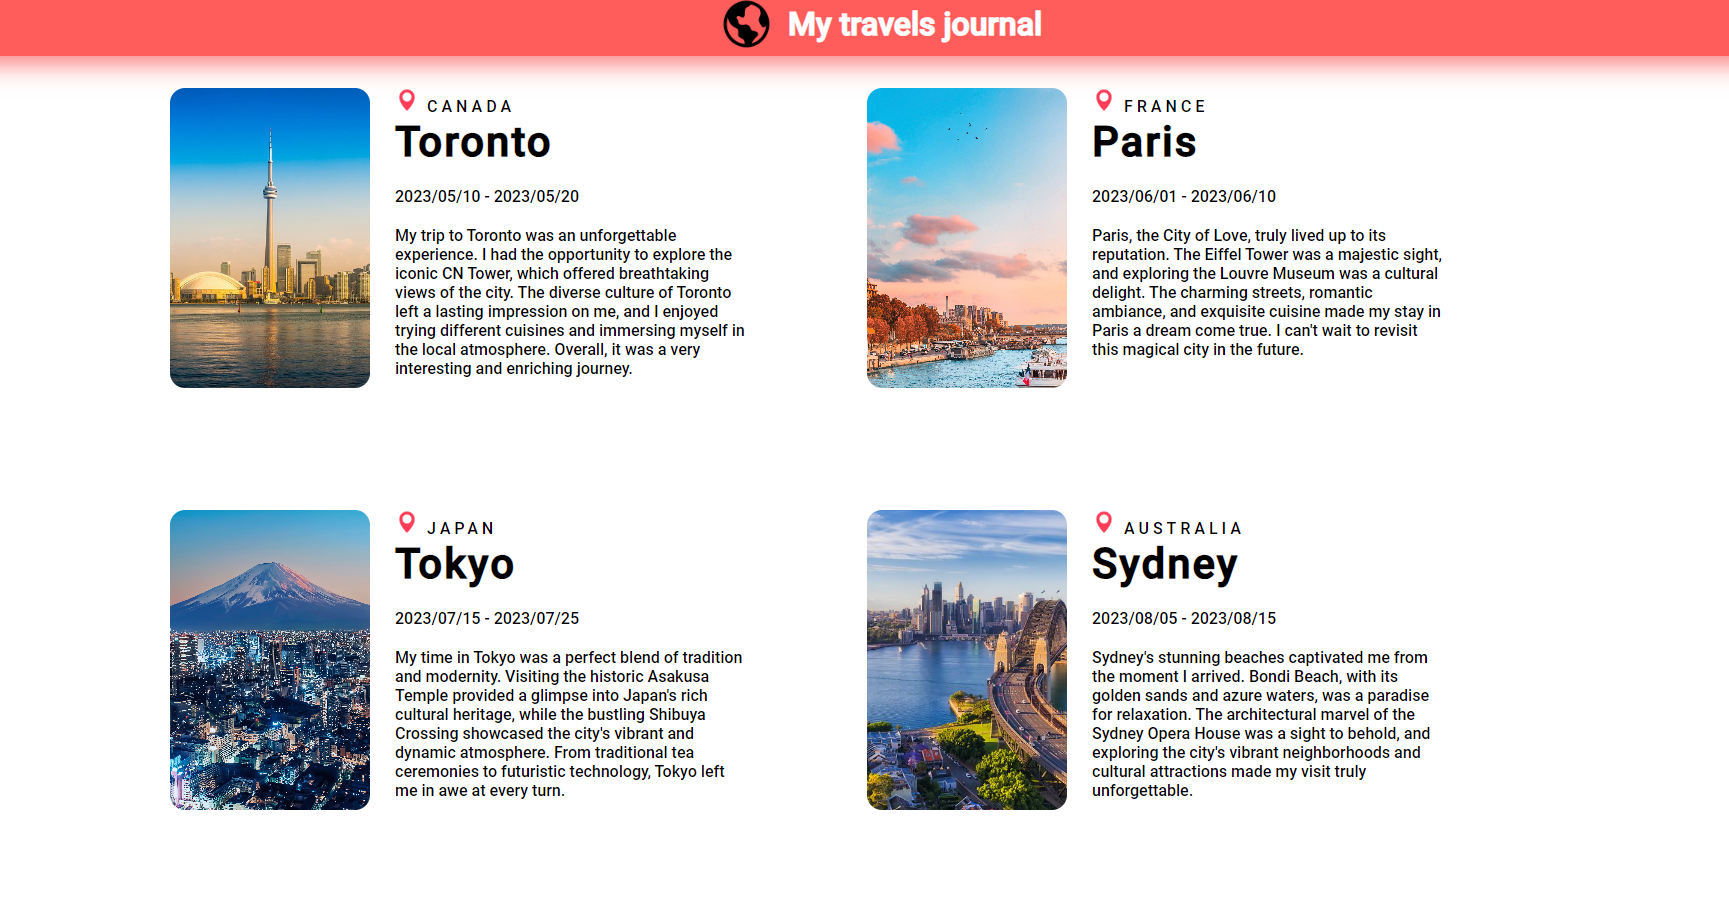 My travels journal
CANADA
Toronto
2023/05/10 - 2023/05/20
My trip to Toronto was an unforgettable
experience. I had the opportunity to explore the
iconic CN Tower, which offered breathtaking
views of the city. The diverse culture of Toronto
left a lasting impression on me, and I enjoyed
trying different cuisines and immersing myself in
the local atmosphere. Overall, it was a very
interesting and enriching journey.
FRANCE
Paris
2023/06/01 - 2023/06/10
Paris, the City of Love, truly lived up to its
reputation. The Eiffel Tower was a majestic sight,
and exploring the Louvre Museum was a cultural
delight. The charming streets, romantic
ambiance, and exquisite cuisine made my stay in
Paris a dream come true. I can't wait to revisit
this magical city in the future.
JAPAN
Tokyo
2023/07/15 - 2023/07/25
My time in Tokyo was a perfect blend of tradition
and modernity. Visiting the historic Asakusa
Temple provided a glimpse into Japan's rich
cultural heritage, while the bustling Shibuya
Crossing showcased the city's vibrant and
dynamic atmosphere. From traditional tea
ceremonies to futuristic technology, Tokyo left
me in awe at every turn.
AUSTRALIA
Sydney
2023/08/05 - 2023/08/15
Sydney's stunning beaches captivated me from
the moment I arrived. Bondi Beach, with its
golden sands and azure waters, was a paradise
for relaxation. The architectural marvel of the
Sydney Opera House was a sight to behold, and
exploring the city's vibrant neighborhoods and
cultural attractions made my visit truly
unforgettable.